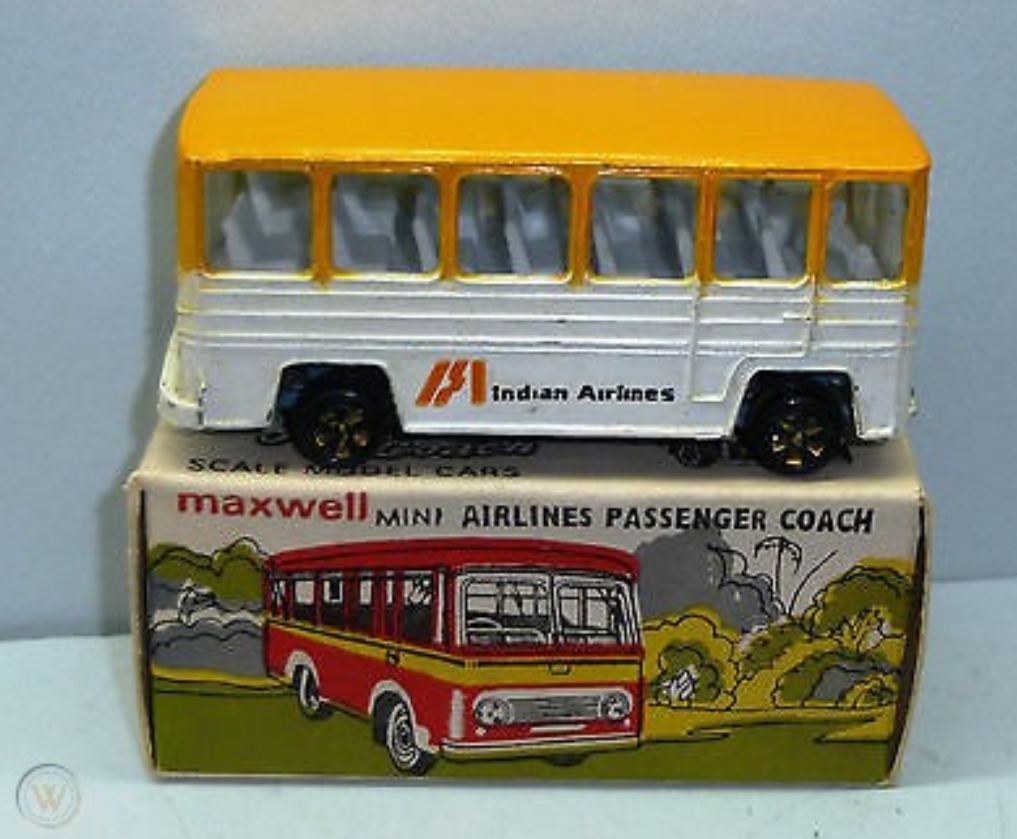 Indian Airlines
SCALE MODEL CARS
maxwell MINI AIRLINES PASSENGER COACH
W